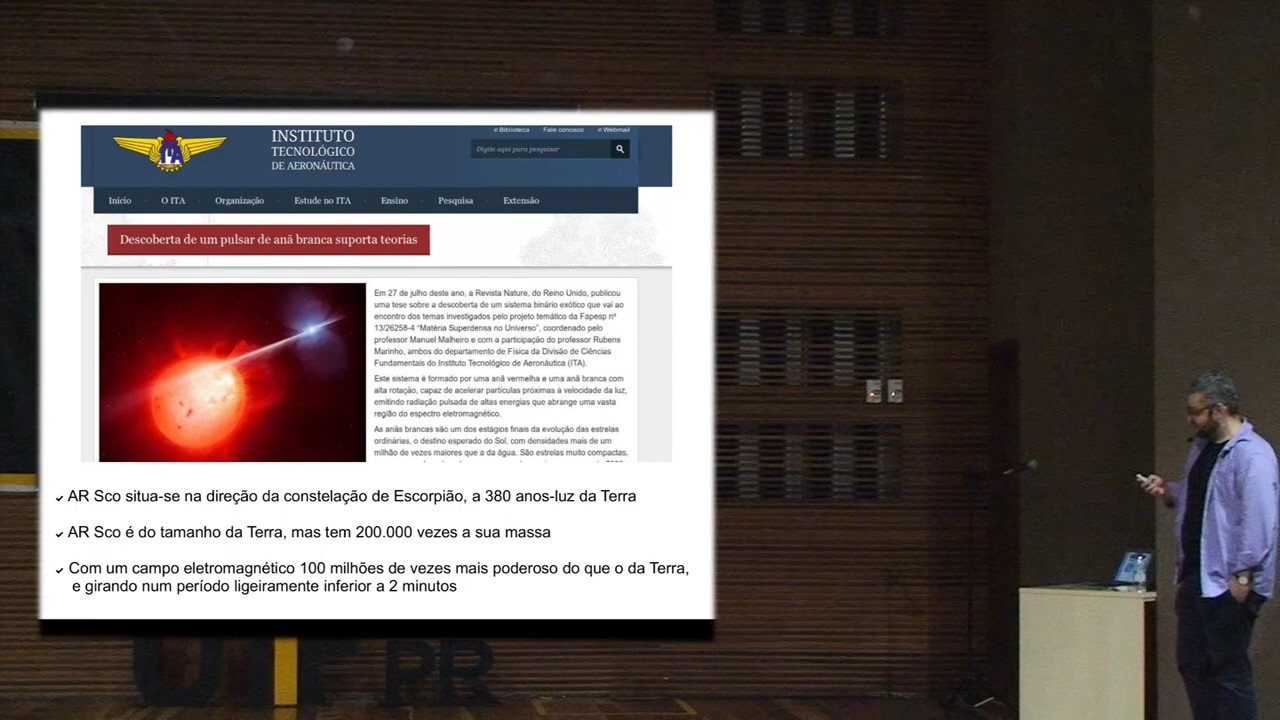 INSTITUTO
TECNOLÓGICO
DE AERONÁUTICA
Biblioteca Fale conosco Webmail
Digite aqui para pesquisar
Início O ITA Organização Estude no ITA Ensino Pesquisa Extensão
Descoberta de um pulsar de anã branca suporta teorias
Em 27 de julho deste ano, a Revista Nature, do Reino Unido, publicou
uma tese sobre a descoberta de um sistema binário exótico que vai ao
encontro dos temas investigados pelo projeto temático da Fapesp nº
13/26258-4 “Matéria Superdensa no Universo”, coordenado pelo
professor Manuel Malheiro e com a participação do professor Rubens
Marinho, ambos do departamento de Física da Divisão de Ciências
Fundamentais do Instituto Tecnológico de Aeronáutica (ITA).
Este sistema é formado por uma anã vermelha e uma anã branca com
alta rotação, capaz de acelerar partículas próximas à velocidade da luz,
emitindo radiação pulsada de altas energias que abrange uma vasta
região do espectro eletromagnético.
As anãs brancas são um dos estágios finais da evolução das estrelas
ordinárias, o destino esperado do Sol, com densidades mais de um
milhão de vezes maiores que a da água. São estrelas muito compactas,
✓ AR Sco situa-se na direção da constelação de Escorpião, a 380 anos-luz da Terra
✓ AR Sco é do tamanho da Terra, mas tem 200.000 vezes a sua massa
✓ Com um campo eletromagnético 100 milhões de vezes mais poderoso do que o da Terra,
e girando num período ligeiramente inferior a 2 minutos
UTFPR